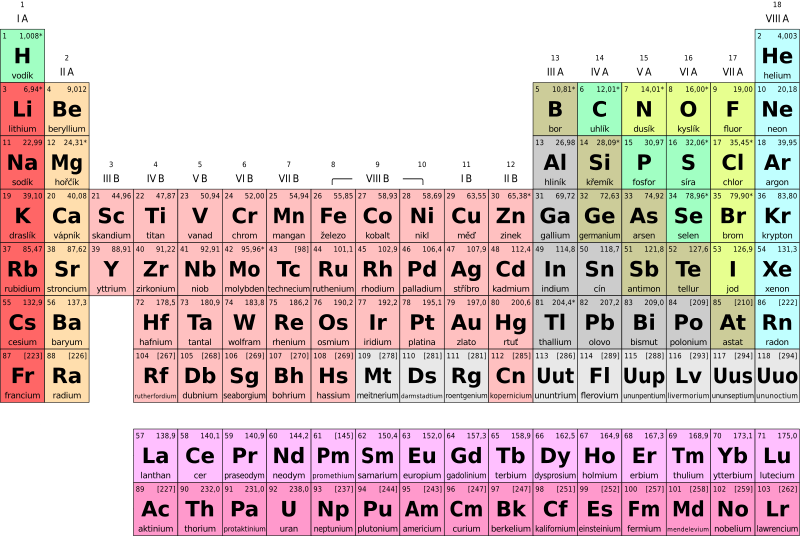 1 18
I A VIII A
1 1,008* 2 4,003
H He
vodík helium
2 13 14 15 16 17
II A III A IV A V A VI A VII A
3 6,94* 4 9,012 5 10,81* 6 12,01* 7 14,01* 8 16,00* 9 19,00 10 20,18
Li Be B C N O F Ne
lithium beryllium bor uhlík dusík kyslík fluor neon
11 22,99 12 24,31* 13 26,98 14 28,09* 15 30,97 16 32,06* 17 35,45* 18 39,95
Na Mg Al Si P S Cl Ar
sodík hořčík hliník křemík fosfor síra chlor argon
3 4 5 6 7 8 9 10 11 12
III B IV B V B VI B VII B VIII B I B II B
19 39,10 20 40,08 21 44,96 22 47,87 23 50,94 24 52,00 25 54,94 26 55,85 27 58,93 28 58,69 29 63,55 30 65,38* 31 69,72 32 72,63 33 74,92 34 78,96* 35 79,90* 36 83,80
K Ca Sc Ti V Cr Mn Fe Co Ni Cu Zn Ga Ge As Se Br Kr
draslík vápník skandium titan vanad chrom mangan železo kobalt nikl měď zinek gallium germanium arsen selen brom krypton
37 85,47 38 87,62 39 88,91 40 91,22 41 92,91 42 95,96* 43 [98] 44 101,1 45 102,9 46 106,4 47 107,9 48 112,4 49 114,8 50 118,7 51 121,8 52 127,6 53 126,9 54 131,3
Rb Sr Y Zr Nb Mo Tc Ru Rh Pd Ag Cd In Sn Sb Te I Xe
rubidium stroncium yttrium zirkonium niob molybden technecium ruthenium rhodium palladium stříbro kadmium indium cín antimon tellur jod xenon
55 132,9 56 137,3 72 178,5 73 180,9 74 183,8 75 186,2 76 190,2 77 192,2 78 195,1 79 197,0 80 200,6 81 204,4* 82 207,2 83 209,0 84 [209] 85 [210] 86 [222]
Cs Ba Hf Ta W Re Os Ir Pt Au Hg Tl Pb Bi Po At Rn
cesium baryum hafnium tantal wolfram rhenium osmium iridium platina zlato rtuť thallium olovo bismut polonium astat radon
87 [223] 88 [226] 104 [267] 105 [268] 106 [269] 107 [270] 108 [269] 109 [278] 110 [281] 111 [281] 112 [285] 113 [286] 114 [289] 115 [288] 116 [293] 117 [294] 118 [294]
Fr Ra Rf Db Sg Bh Hs Mt Ds Rg Cn Uut Fl Uup Lv Uus Uuo
francium radium rutherfordium dubnium seaborgium bohrium hassium meitnerium darmstadtium roentgenium kopernicium ununtrium flerovium ununpentium livermorium ununseptium ununoctium
57 138,9 58 140,1 59 140,9 60 144,2 61 [145] 62 150,4 63 152,0 64 157,3 65 158,9 66 162,5 67 164,9 68 167,3 69 168,9 70 173,1 71 175,0
La Ce Pr Nd Pm Sm Eu Gd Tb Dy Ho Er Tm Yb Lu
lanthan cer praseodym neodym promethium samarium europium gadolinium terbium dysprosium holmium erbium thulium ytterbium lutecium
89 [227] 90 232,0 91 231,0 92 238,0 93 [237] 94 [244] 95 [243] 96 [247] 97 [247] 98 [251] 99 [252] 100 [257] 101 [258] 102 [259] 103 [262]
Ac Th Pa U Np Pu Am Cm Bk Cf Es Fm Md No Lr
aktinium thorium protaktinium uran neptunium plutonium americium curium berkelium kalifornium einsteinium fermium mendelevium nobelium lawrencium